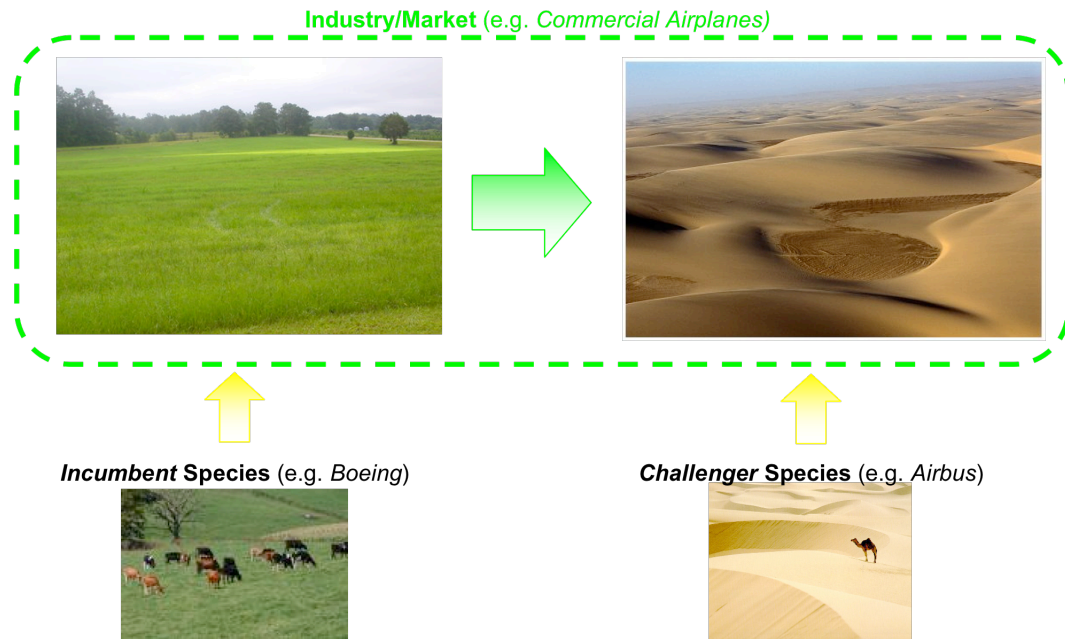 Industry/Market (e.g. Commercial Airplanes)
Incumbent Species (e.g. Boeing)
Challenger Species (e.g. Airbus)